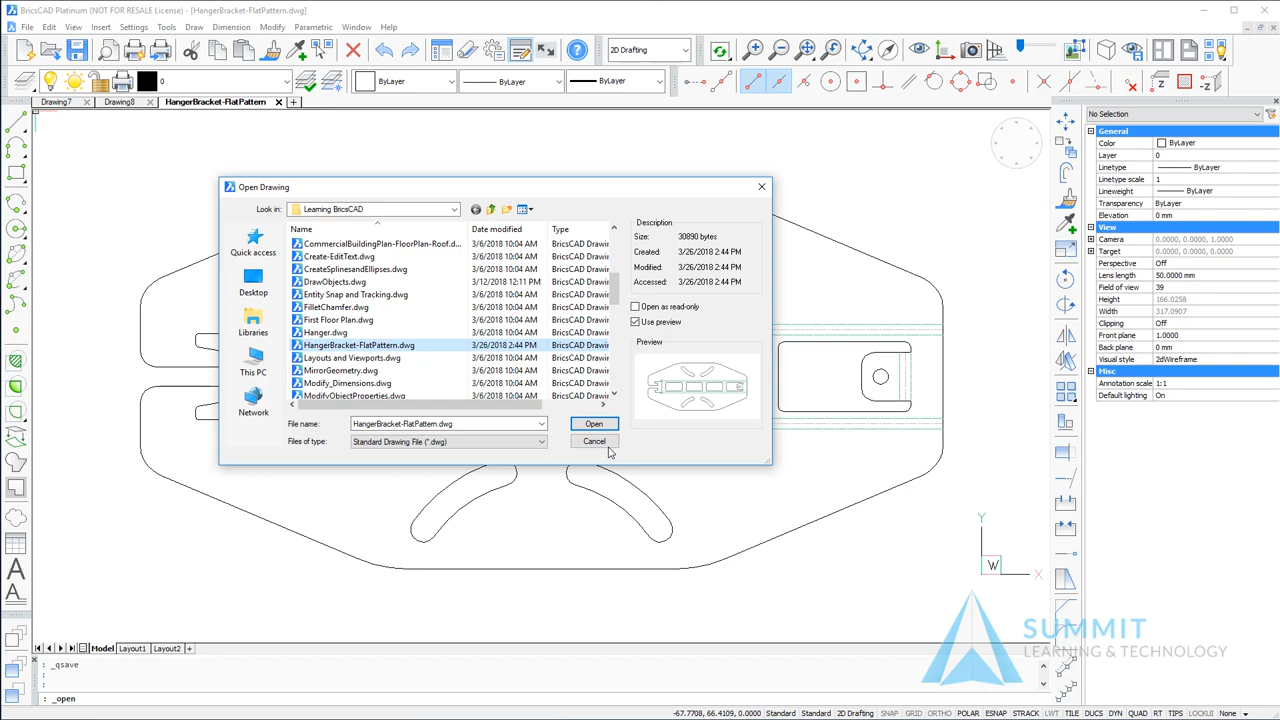 BricsCAD Platinum (NOT FOR RESALE License) - [HangerBracket-FlatPattern.dwg]
File Edit View Insert Settings Tools Draw Dimension Modify Parametric Window Help
2D Drafting
0 ByLayer ByLayer ByLayer
Drawing7 Drawing8 HangerBracket-FlatPattern
Open Drawing
Look in: Learning BricsCAD
Name Date modified Type
CommercialBuildingPlan-FloorPlan-Roof.d... 3/6/2018 10:04 AM BricsCAD Drawin
Create-EditText.dwg 3/6/2018 10:04 AM BricsCAD Drawin
CreateSplinesandEllipses.dwg 3/6/2018 10:04 AM BricsCAD Drawin
DrawObjects.dwg 3/12/2018 12:11 PM BricsCAD Drawin
Entity Snap and Tracking.dwg 3/6/2018 10:04 AM BricsCAD Drawin
FilletChamfer.dwg 3/6/2018 10:04 AM BricsCAD Drawin
First Floor Plan.dwg 3/6/2018 10:04 AM BricsCAD Drawin
Hanger.dwg 3/6/2018 10:04 AM BricsCAD Drawin
HangerBracket-FlatPattern.dwg 3/26/2018 2:44 PM BricsCAD Drawin
Layouts and Viewports.dwg 3/6/2018 10:04 AM BricsCAD Drawin
MirrorGeometry.dwg 3/6/2018 10:04 AM BricsCAD Drawin
Modify_Dimensions.dwg 3/6/2018 10:04 AM BricsCAD Drawin
ModifyObjectProperties.dwg 3/6/2018 10:04 AM BricsCAD Drawin
Quick access
Desktop
Libraries
This PC
Network
File name: HangerBracket-FlatPattern.dwg Open
Files of type: Standard Drawing File (*.dwg) Cancel
Description
Size: 30890 bytes
Created: 3/26/2018 2:44 PM
Modified: 3/26/2018 2:44 PM
Accessed: 3/26/2018 2:44 PM
Open as read-only
Use preview
Preview
No Selection
General
Color ByLayer
Layer 0
Linetype ByLayer
Linetype scale 1
Lineweight ByLayer
Transparency ByLayer
Elevation 0 mm
View
Camera 0.0000, 0.0000, 1.0000
Target 0.0000, 0.0000, 0.0000
Perspective Off
Lens length 50.0000 mm
Field of view 39
Height 166.0258
Width 317.0907
Clipping Off
Front plane 1.0000
Back plane 0 mm
Visual style 2dWireframe
Misc
Annotation scale 1:1
Default lighting On
Y
W X
SUMMIT
LEARNING & TECHNOLOGY
Model Layout1 Layout2
: _qsave
:
:
: _open
-67.7708, 66.4109, 0.0000 Standard Standard 2D Drafting SNAP GRID ORTHO POLAR ESNAP STRACK LWT TILE DUCS DYN QUAD RT TIPS LOOKUI None